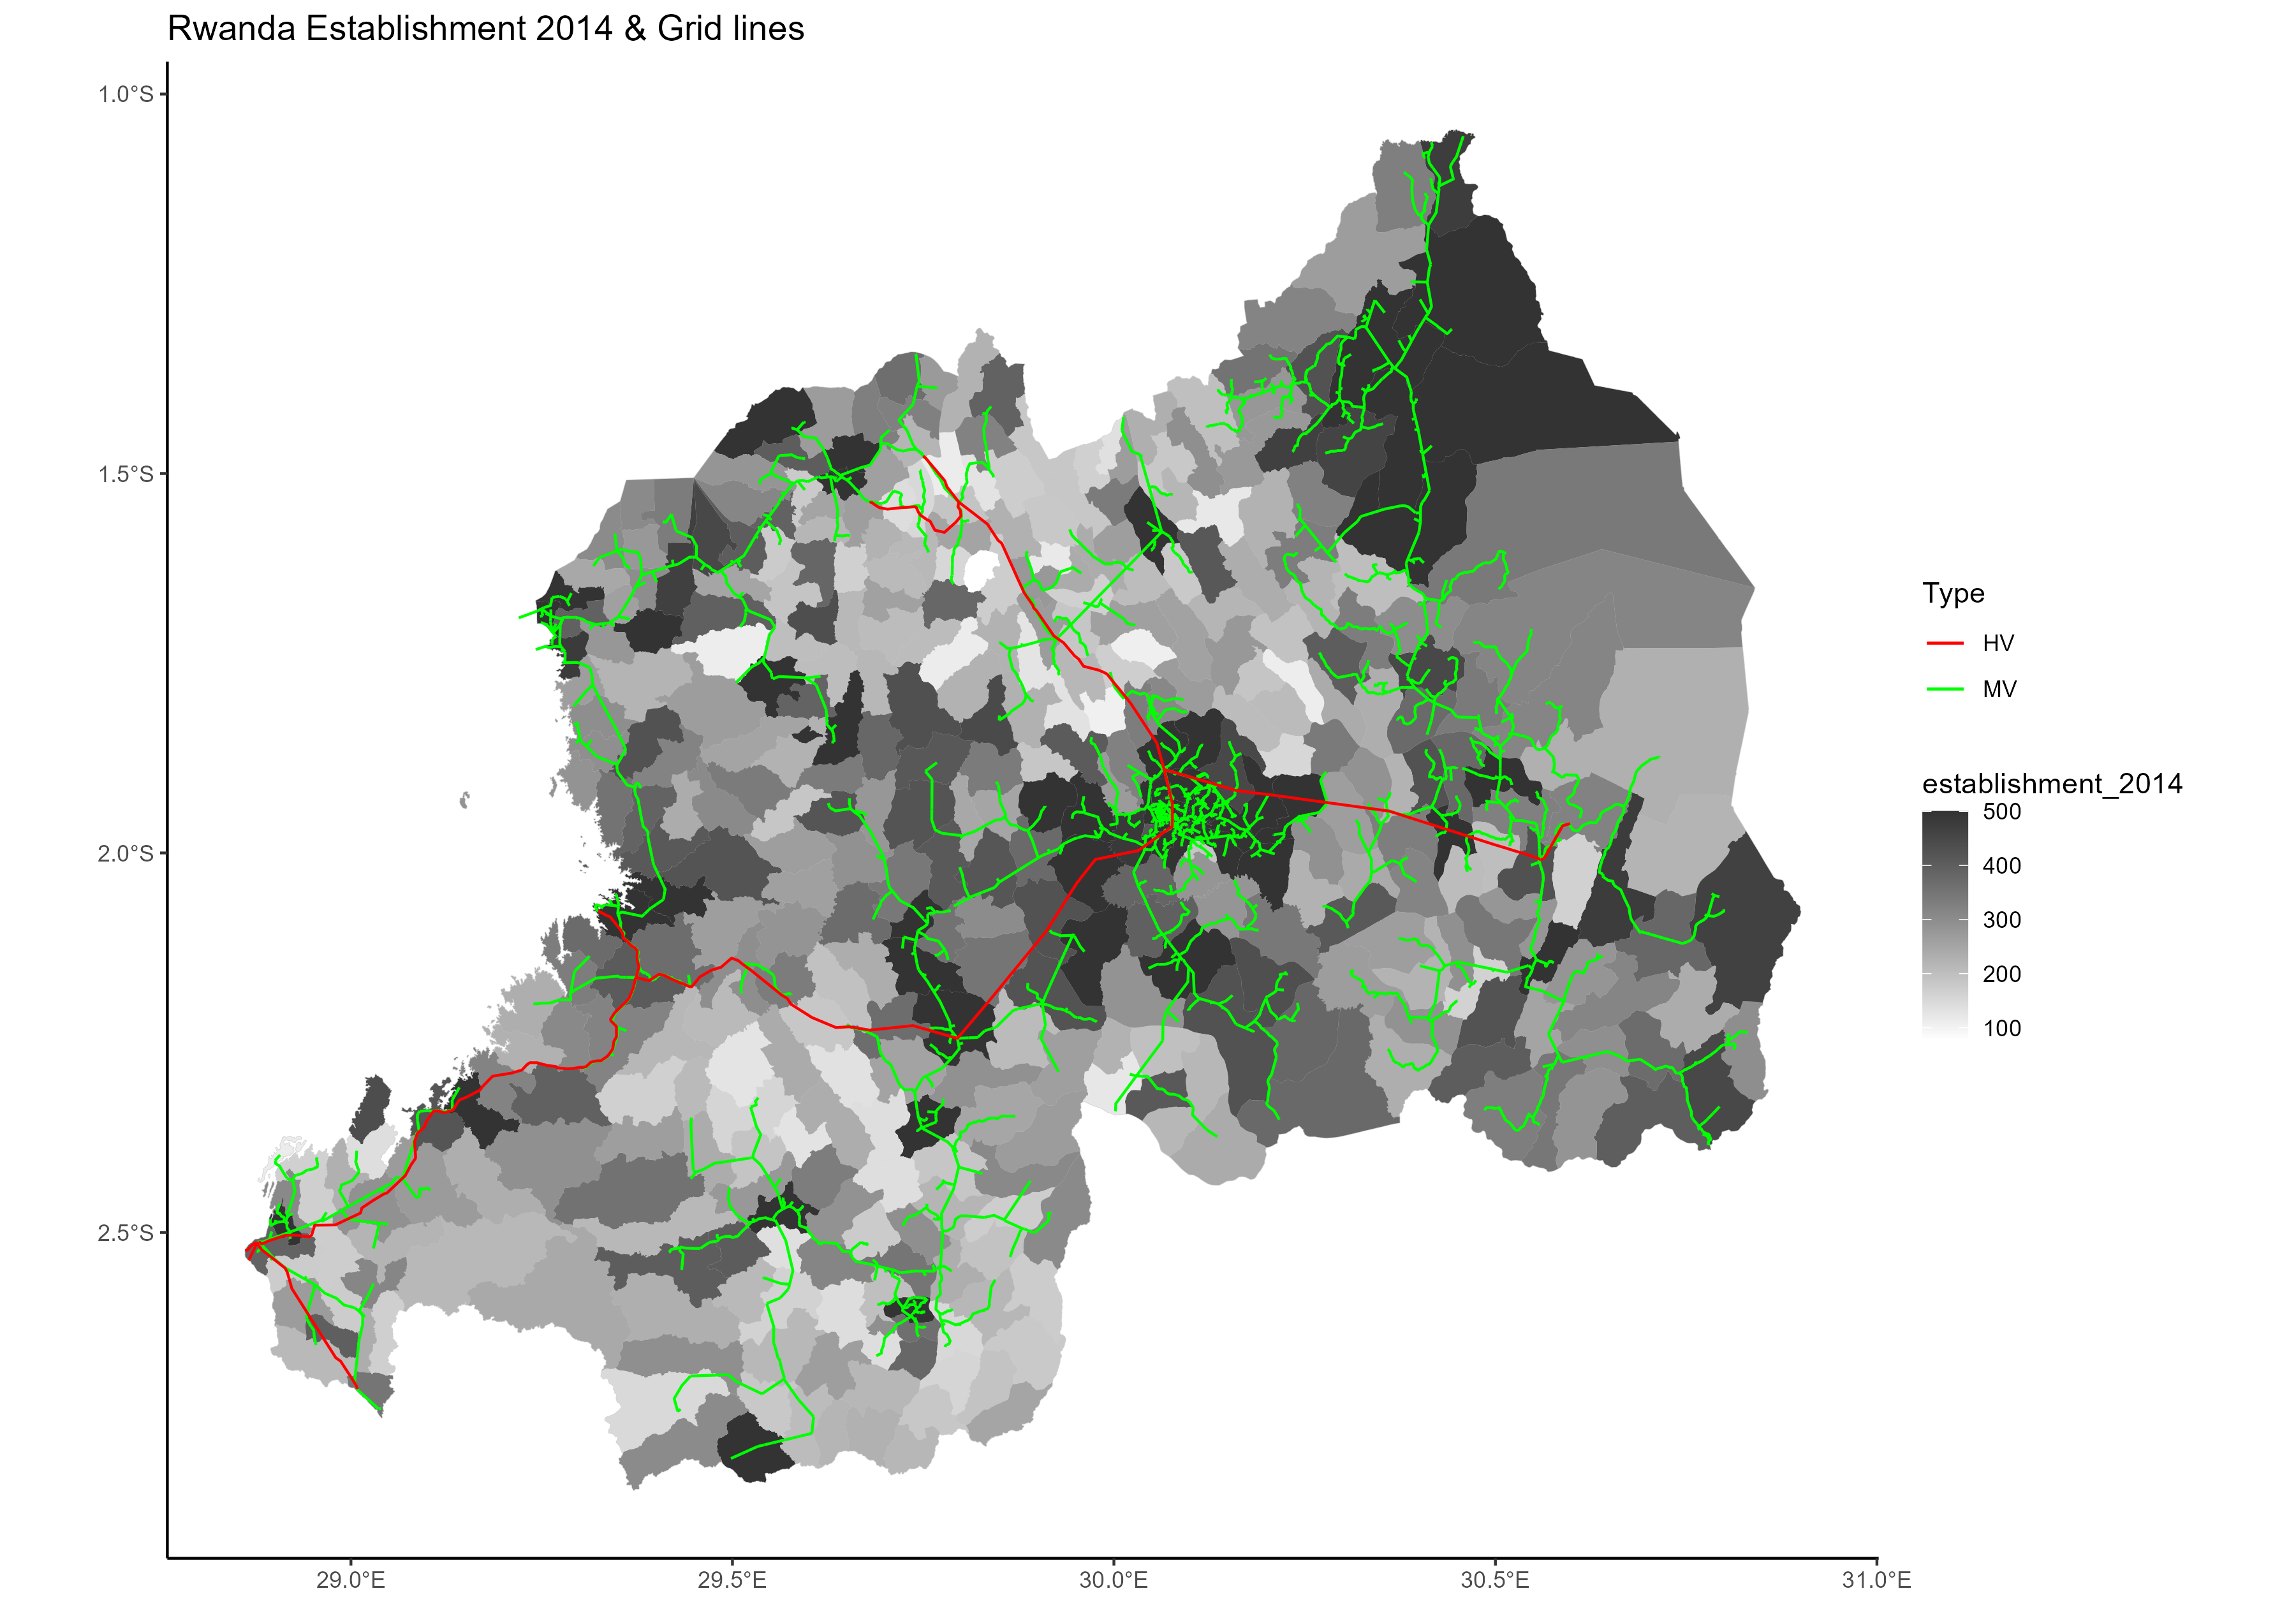 Rwanda Establishment 2014 & Grid lines
1.0°S
1.5°S
2.0°S
2.5°S
29.0°E
29.5°E
30.0°E
30.5°E
31.0°E
Type
HV
MV
establishment_2014
500
400
300
200
100